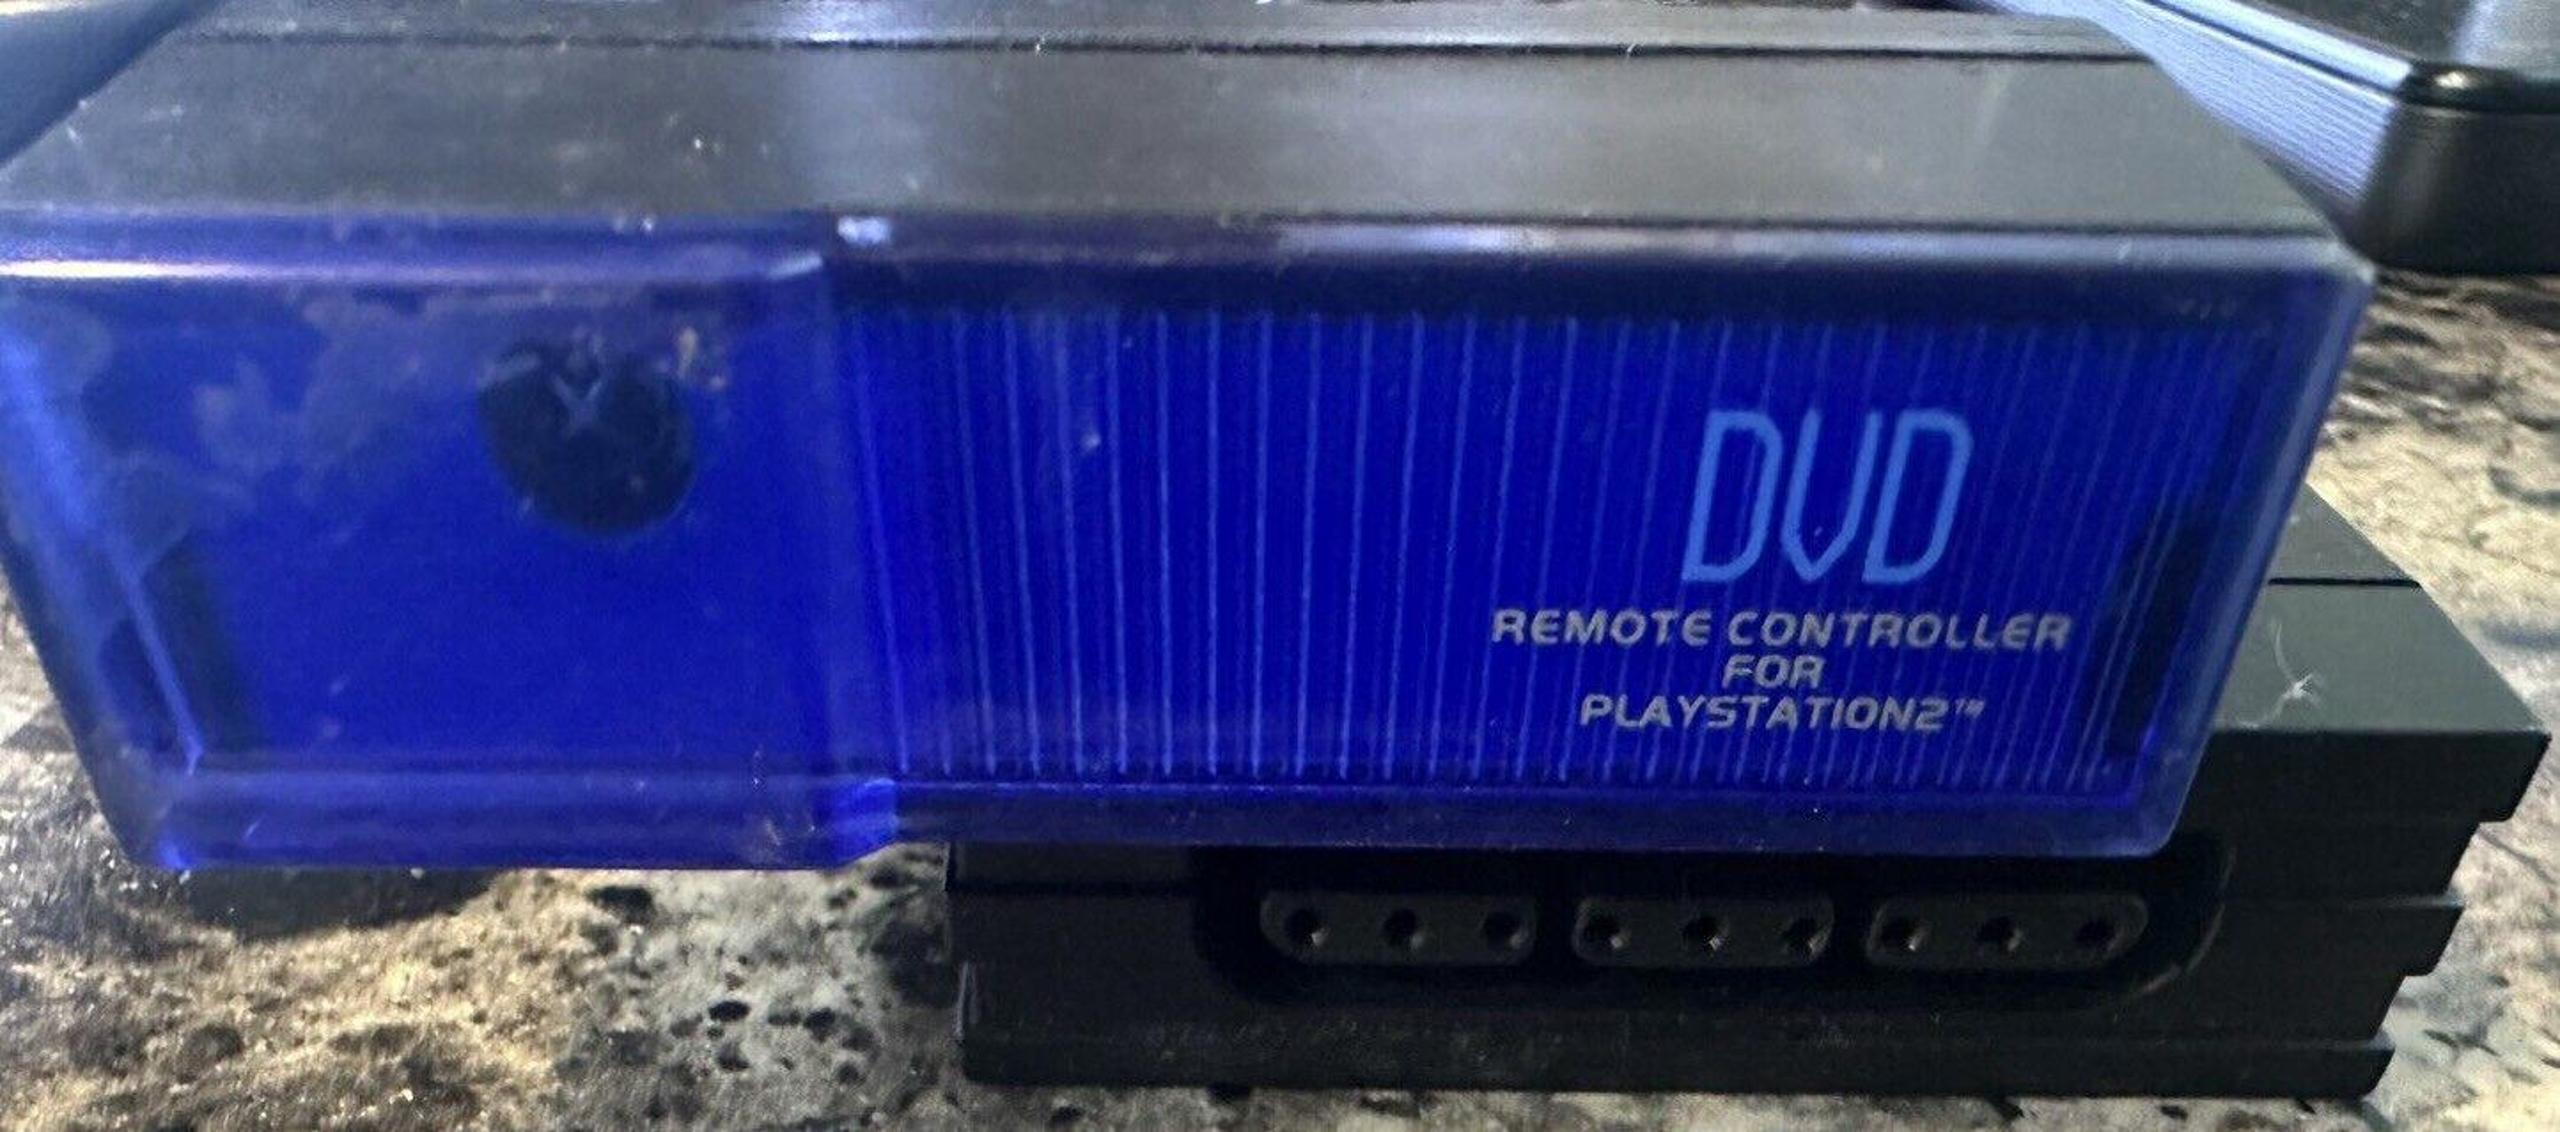 DVD
REMOTE CONTROLLER
FOR
PLAYSTATION2™